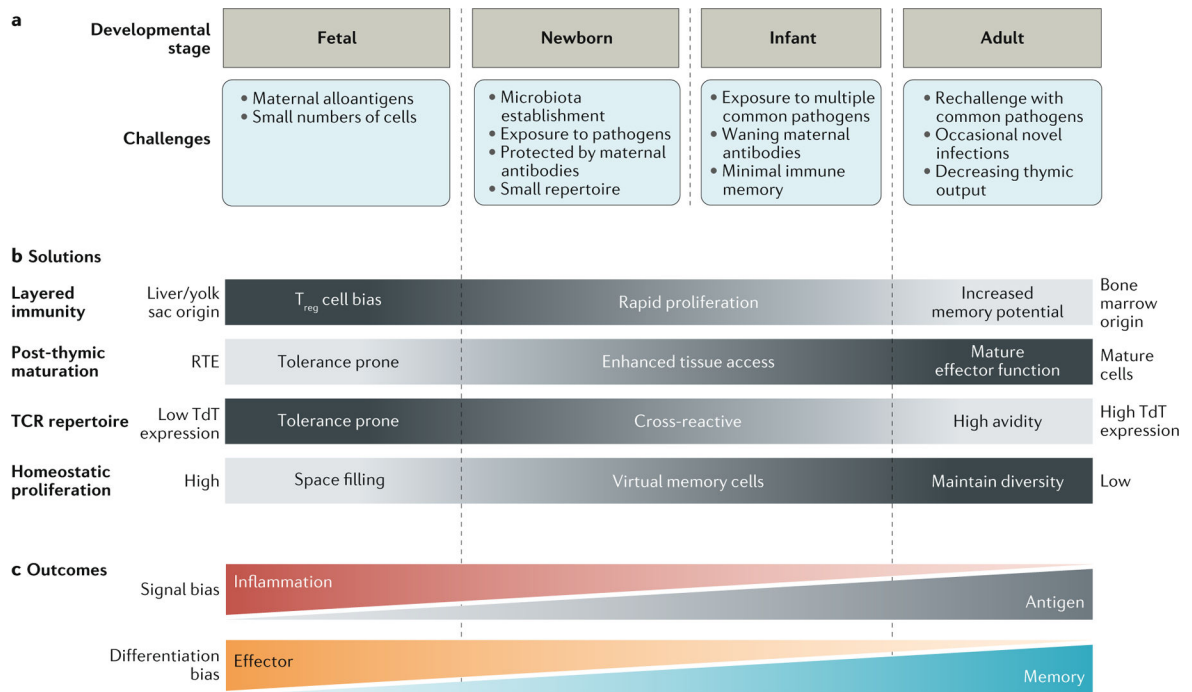 a
Developmental
stage
Fetal
Newborn
Infant
Adult
Challenges
• Maternal alloantigens
• Small numbers of cells
• Microbiota
establishment
• Exposure to pathogens
• Protected by maternal
antibodies
• Small repertoire
• Exposure to multiple
common pathogens
• Waning maternal
antibodies
• Minimal immune
memory
• Rechallenge with
common pathogens
• Occasional novel
infections
• Decreasing thymic
output
b Solutions
Layered
immunity
Liver/yolk
sac origin
Treg cell bias
Rapid proliferation
Increased
memory potential
Bone
marrow
origin
Post-thymic
maturation
RTE
Tolerance prone
Enhanced tissue access
Mature
effector function
Mature
cells
TCR repertoire
Low TdT
expression
Tolerance prone
Cross-reactive
High avidity
High TdT
expression
Homeostatic
proliferation
High
Space filling
Virtual memory cells
Maintain diversity
Low
c Outcomes
Signal bias
Inflammation
Antigen
Differentiation
bias
Effector
Memory